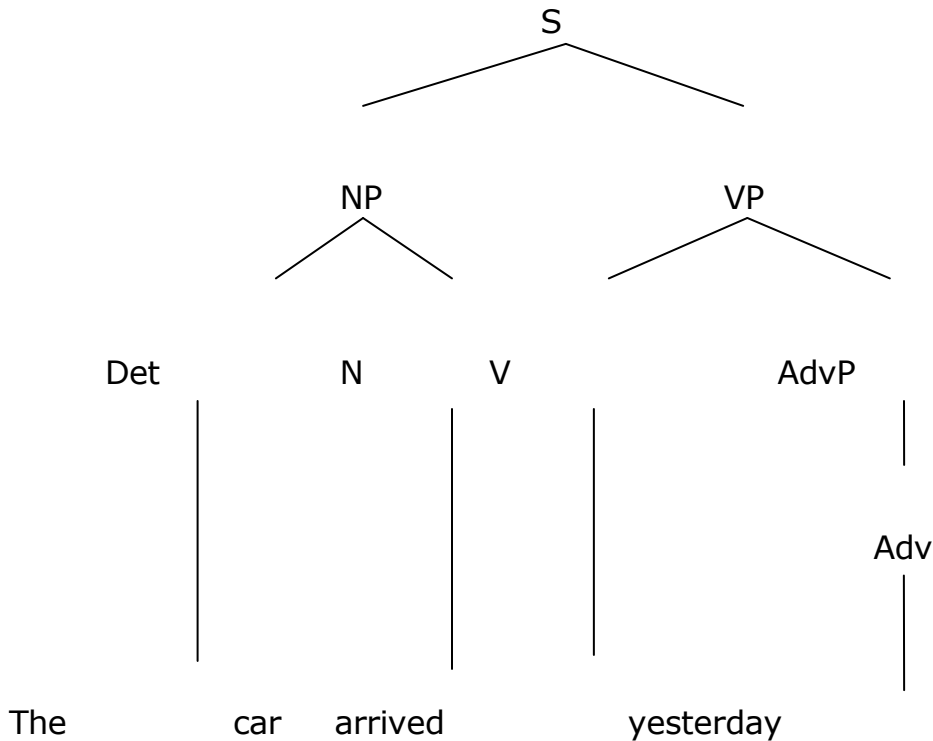 S
NP VP
Det N V AdvP
Adv
The car arrived yesterday